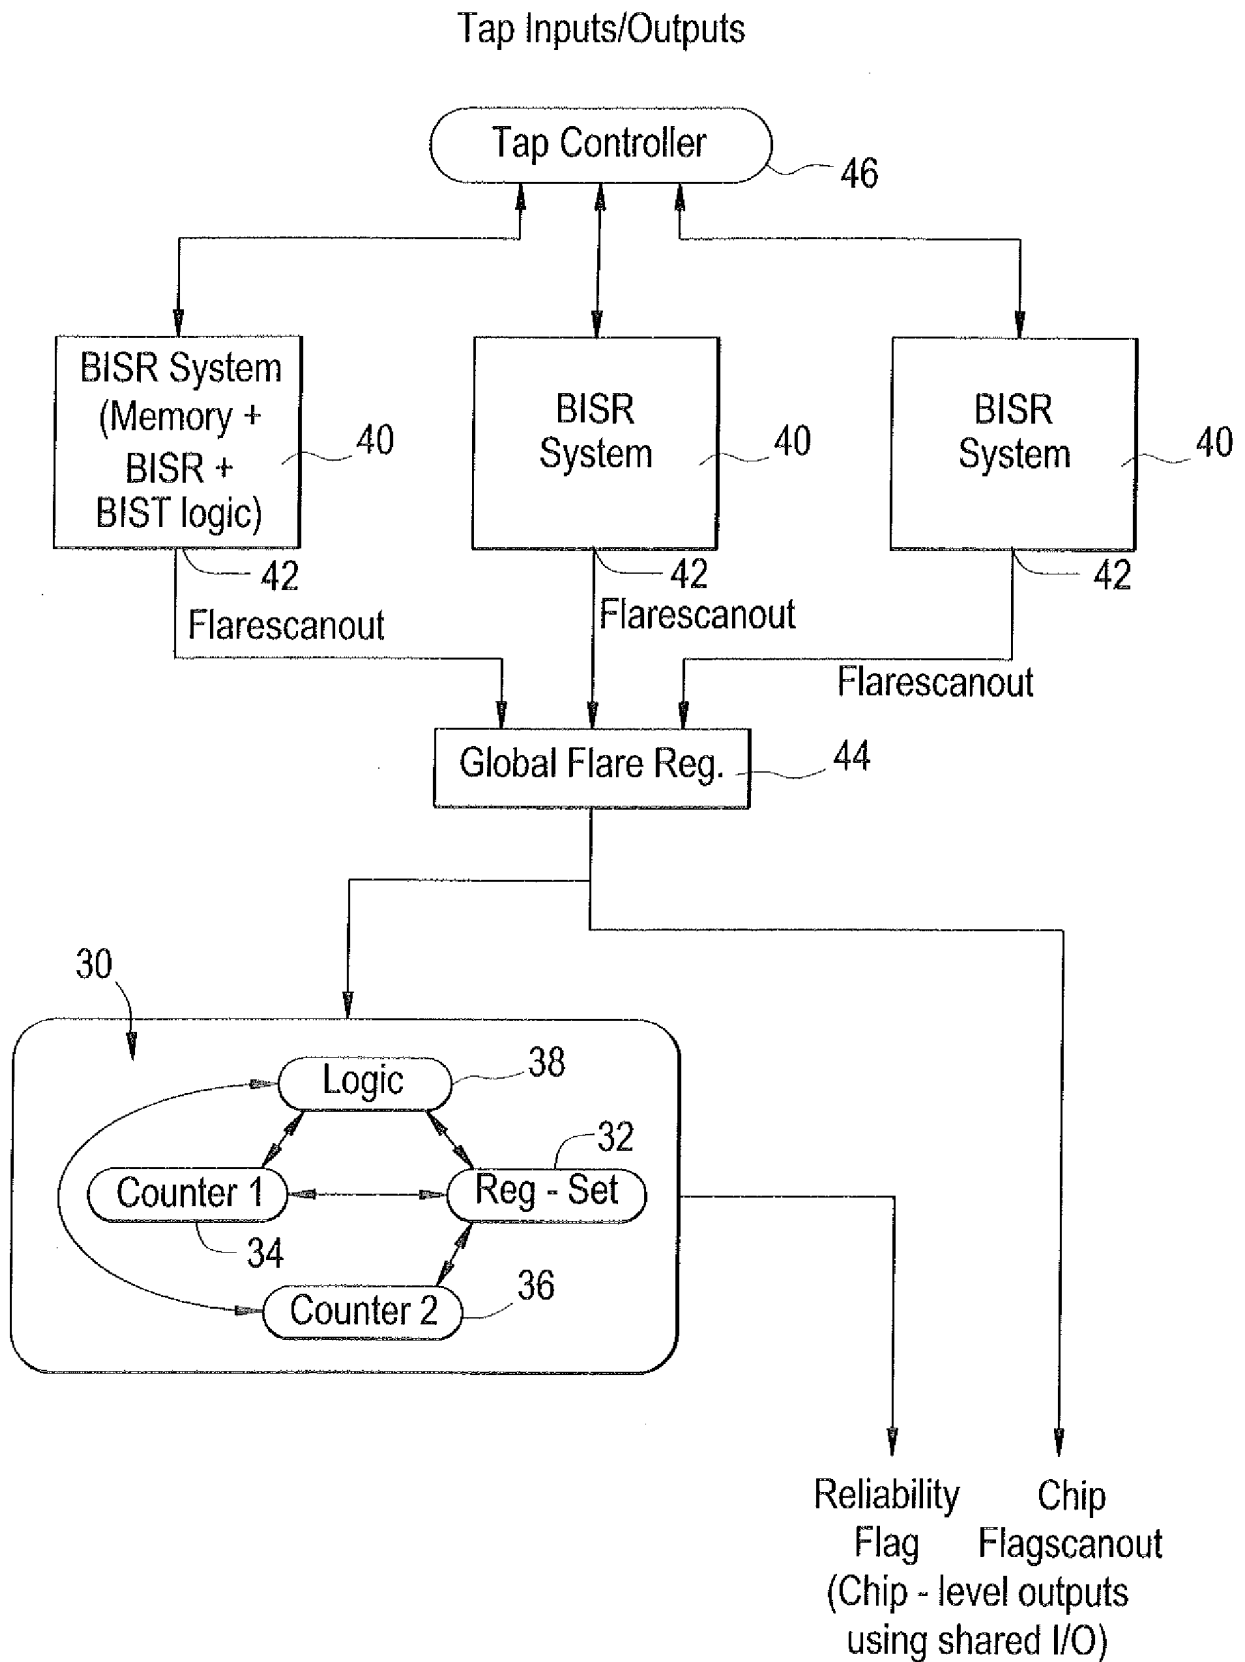 Tap Inputs/Outputs
Tap Controller
46
BISR System
(Memory +
BISR +
BIST logic)
40
BISR
System
40
BISR
System
40
42
42
42
Flarescanout
Flarescanout
Flarescanout
Global Flare Reg.
44
30
Logic
38
32
Counter 1
Reg - Set
34
36
Counter 2
Reliability
Flag
Chip
Flagscanout
(Chip - level outputs
using shared I/O)